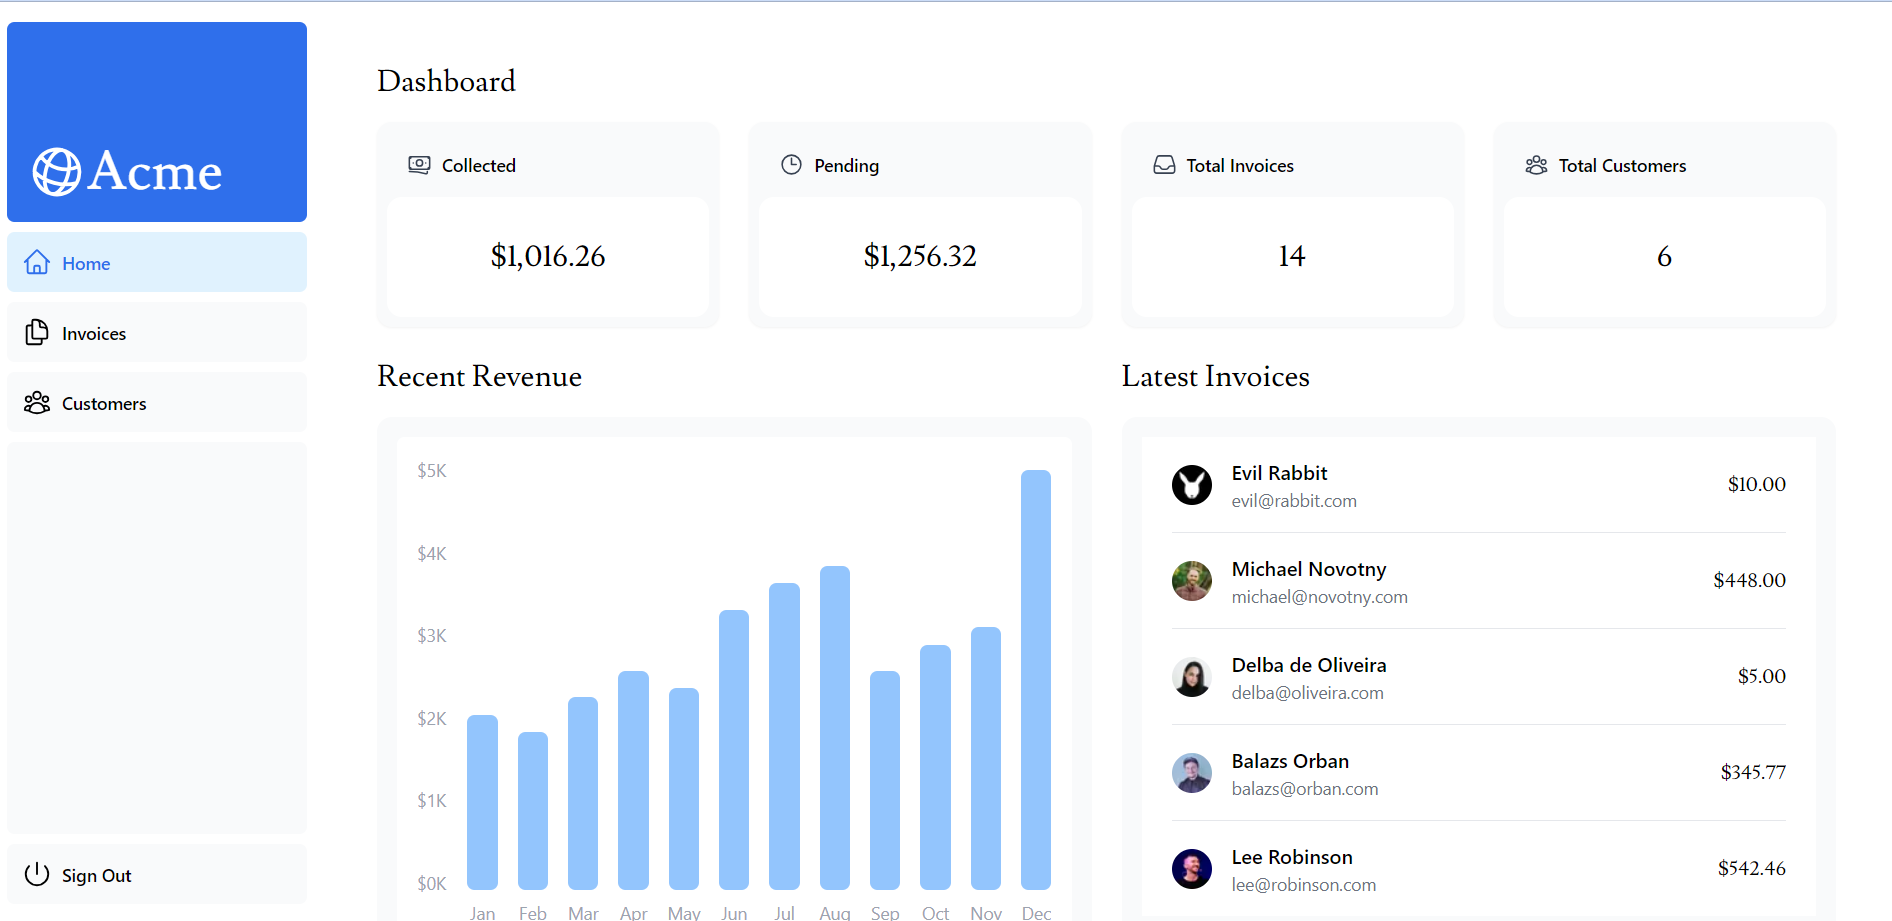 Acme
Home
Invoices
Customers
Sign Out
Dashboard
Collected
$1,016.26
Pending
$1,256.32
Total Invoices
14
Total Customers
6
Recent Revenue
$5K
$4K
$3K
$2K
$1K
$0K
Jan Feb Mar Apr May Jun Jul Aug Sep Oct Nov Dec
Latest Invoices
Evil Rabbit
evil@rabbit.com
$10.00
Michael Novotny
michael@novotny.com
$448.00
Delba de Oliveira
delba@oliveira.com
$5.00
Balazs Orban
balazs@orban.com
$345.77
Lee Robinson
lee@robinson.com
$542.46